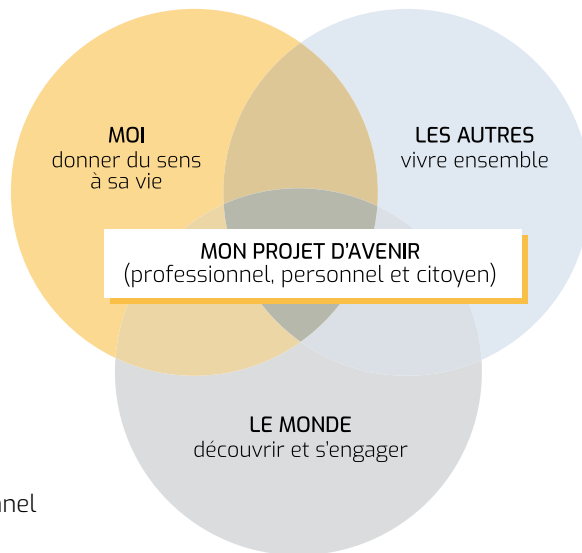 MOI
donner du sens
à sa vie
LES AUTRES
vivre ensemble
MON PROJET D'AVENIR
(professionnel, personnel et citoyen)
LE MONDE
découvrir et s'engager
nnel